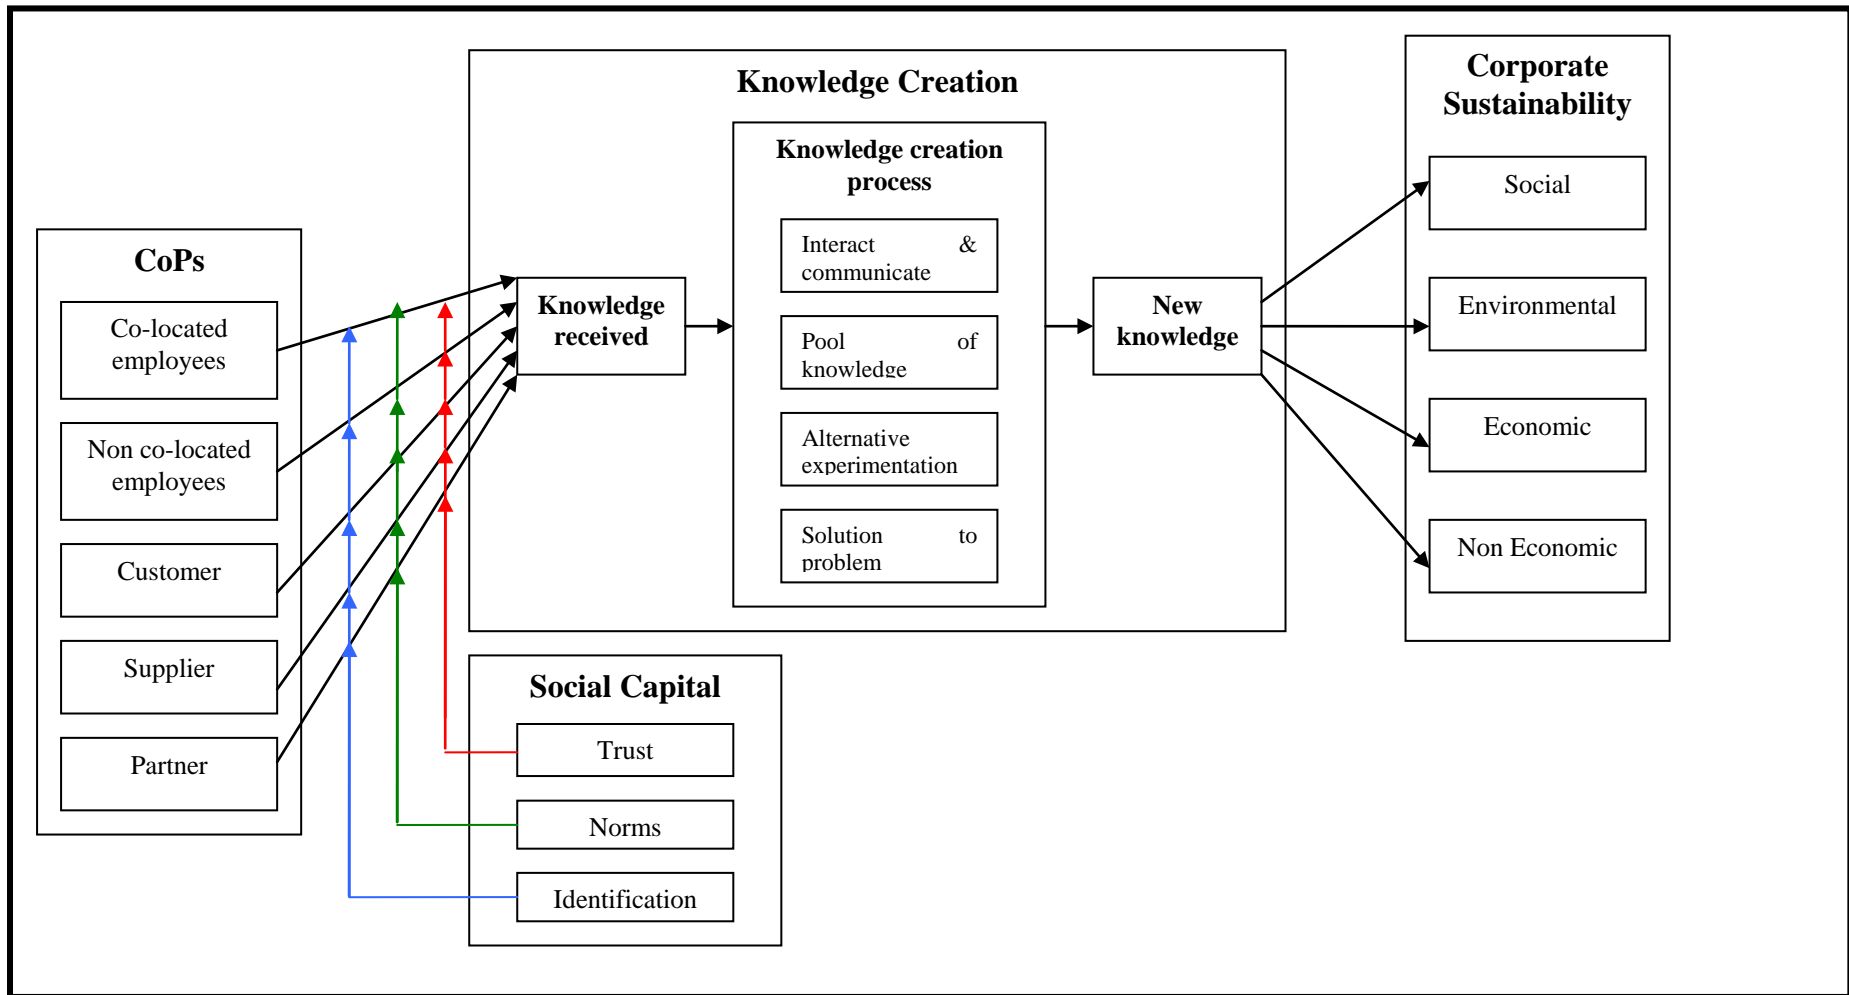 Knowledge Creation
Corporate
Sustainability
Knowledge creation
process
Interact &
communicate
Pool of
knowledge
Alternative
experimentation
Solution to
problem
CoPs
Co-located
employees
Non co-located
employees
Customer
Supplier
Partner
Knowledge
received
New
knowledge
Social
Environmental
Economic
Non Economic
Social Capital
Trust
Norms
Identification